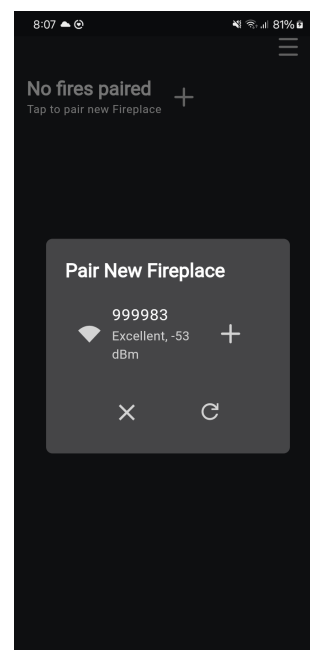 8:07 81%
No fires paired
Tap to pair new Fireplace
Pair New Fireplace
999983
Excellent, -53
dBm